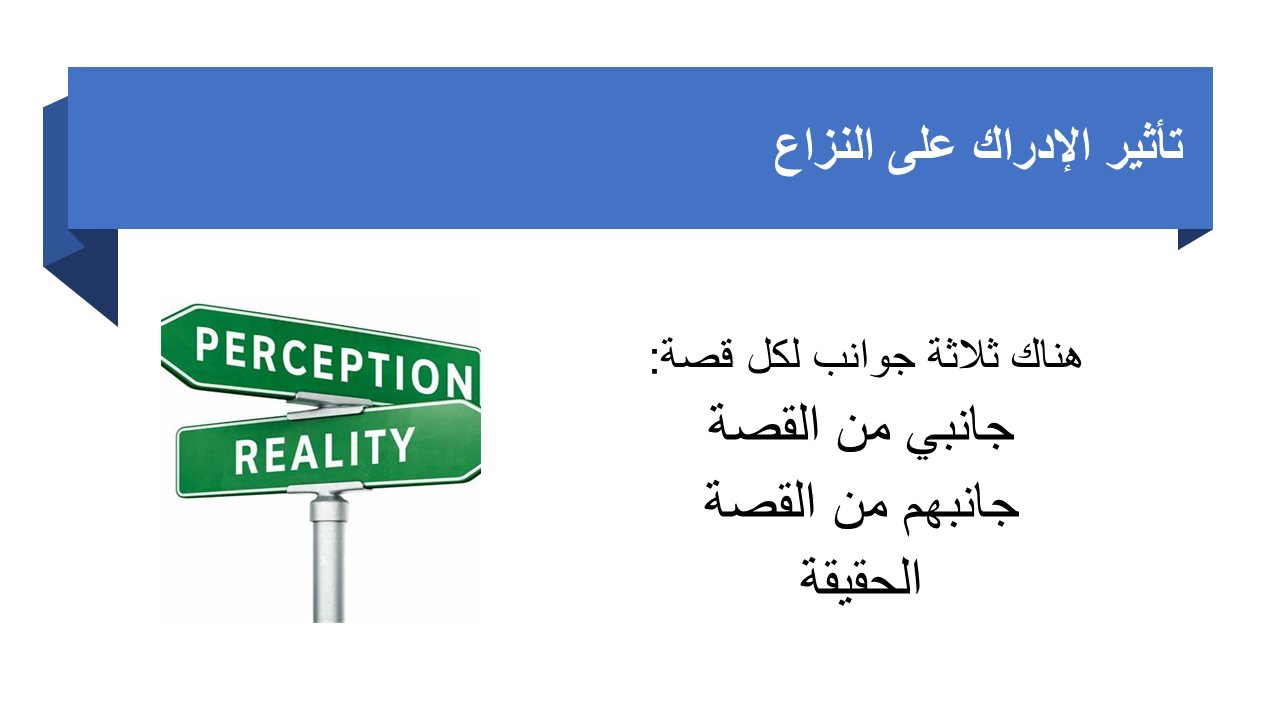 تأثير الإدراك على النزاع
هناك ثلاثة جوانب لكل قصة:
جانبي من القصة
جانبهم من القصة
الحقيقة
PERCEPTION
REALITY